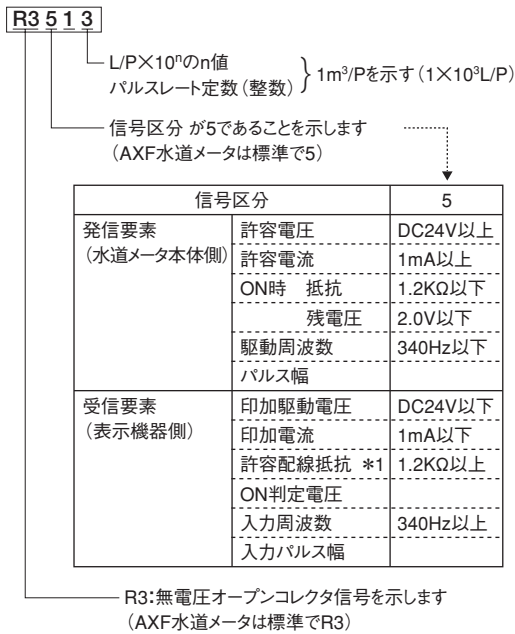 R3 5 1 3
L/P×10ⁿのn値
パルスレート定数(整数)
1m³/Pを示す(1×10³L/P)
信号区分 が5であることを示します
(AXF水道メータは標準で5)
信号区分 5
発信要素 許容電圧 DC24V以上
(水道メータ本体側) 許容電流 1mA以上
ON時 抵抗 1.2KΩ以下
残電圧 2.0V以下
駆動周波数 340Hz以下
パルス幅
受信要素 印加駆動電圧 DC24V以下
(表示機器側) 印加電流 1mA以下
許容配線抵抗 *1 1.2KΩ以上
ON判定電圧
入力周波数 340Hz以上
入力パルス幅
R3:無電圧オープンコレクタ信号を示します
(AXF水道メータは標準でR3)